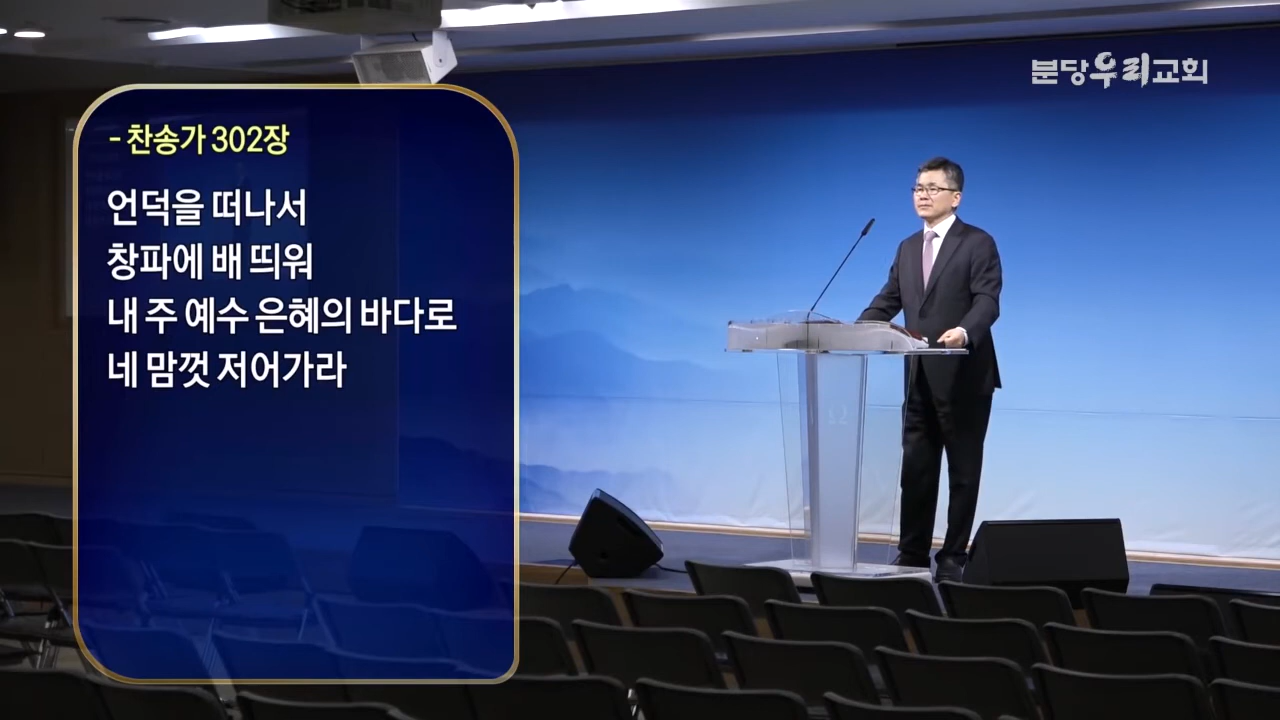 분당우리교회
- 찬송가 302장
언덕을 떠나서
창파에 배 띄워
내 주 예수 은혜의 바다로
네 맘껏 저어가라
Ω